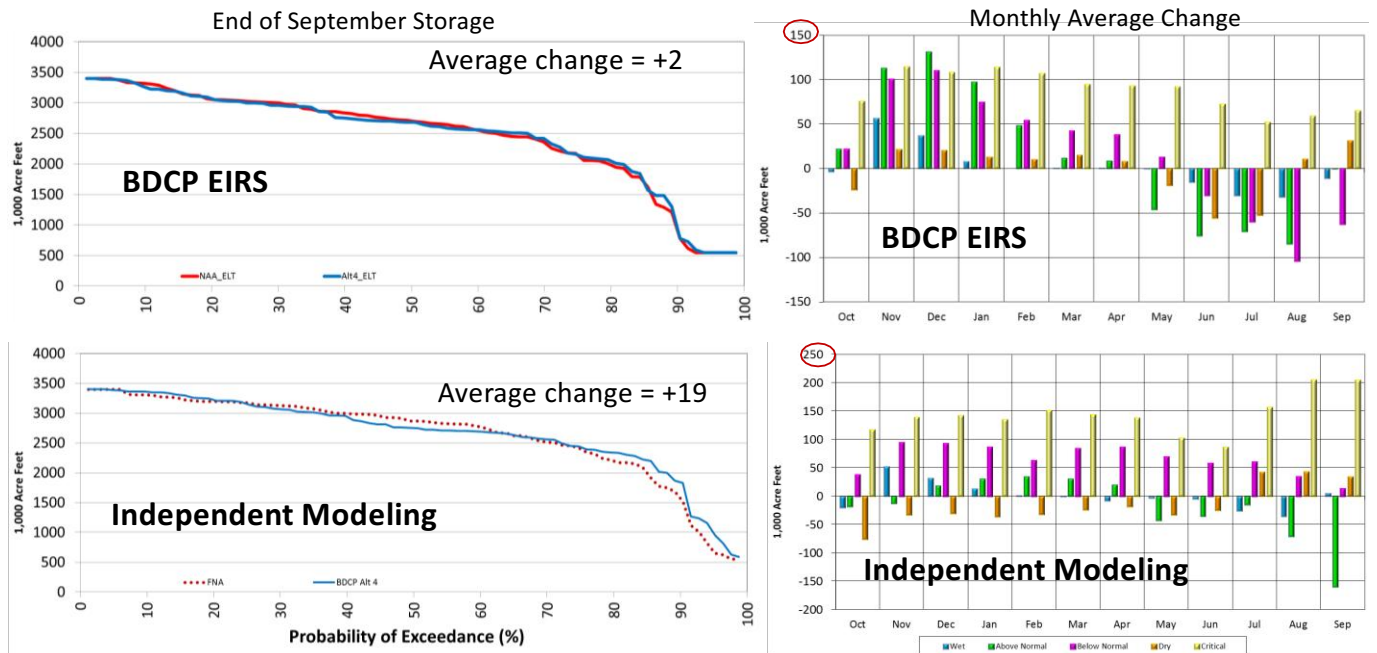 End of September Storage
Average change = +2
BDCP EIRS
1,000 Acre Feet
4000
3500
3000
2500
2000
1500
1000
500
0
NAA_ELT
Alt4_ELT
0 10 20 30 40 50 60 70 80 90 100
Monthly Average Change
150
100
50
0
-50
-100
-150
1,000 Acre Feet
BDCP EIRS
Oct Nov Dec Jan Feb Mar Apr May Jun Jul Aug Sep
Average change = +19
Independent Modeling
1,000 Acre Feet
4000
3500
3000
2500
2000
1500
1000
500
0
FNA
BDCP Alt 4
0 10 20 30 40 50 60 70 80 90 100
Probability of Exceedance (%)
250
200
150
100
50
0
-50
-100
-150
-200
1,000 Acre Feet
Independent Modeling
Oct Nov Dec Jan Feb Mar Apr May Jun Jul Aug Sep
Wet Above Normal Below Normal Dry Critical